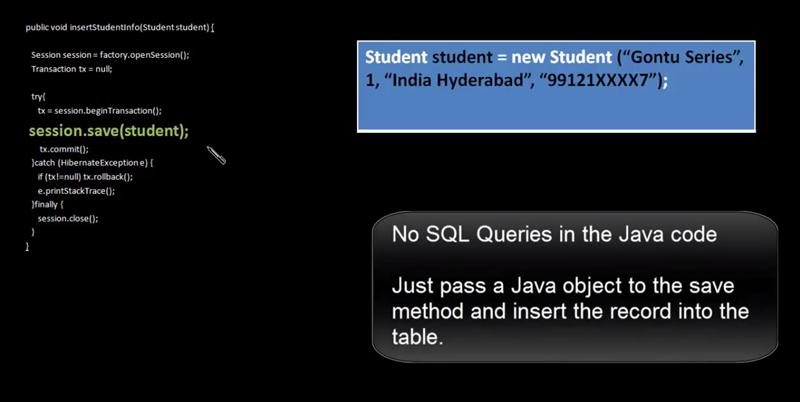 public void insertStudentInfo(Student student) {
Session session = factory.openSession();
Transaction tx = null;
try{
tx = session.beginTransaction();
session.save(student);
tx.commit();
}catch (HibernateException e) {
if (tx!=null) tx.rollback();
e.printStackTrace();
}finally {
session.close();
}
}
Student student = new Student (“Gontu Series”,
1, “India Hyderabad”, “99121XXXX7”);
No SQL Queries in the Java code
Just pass a Java object to the save
method and insert the record into the
table.